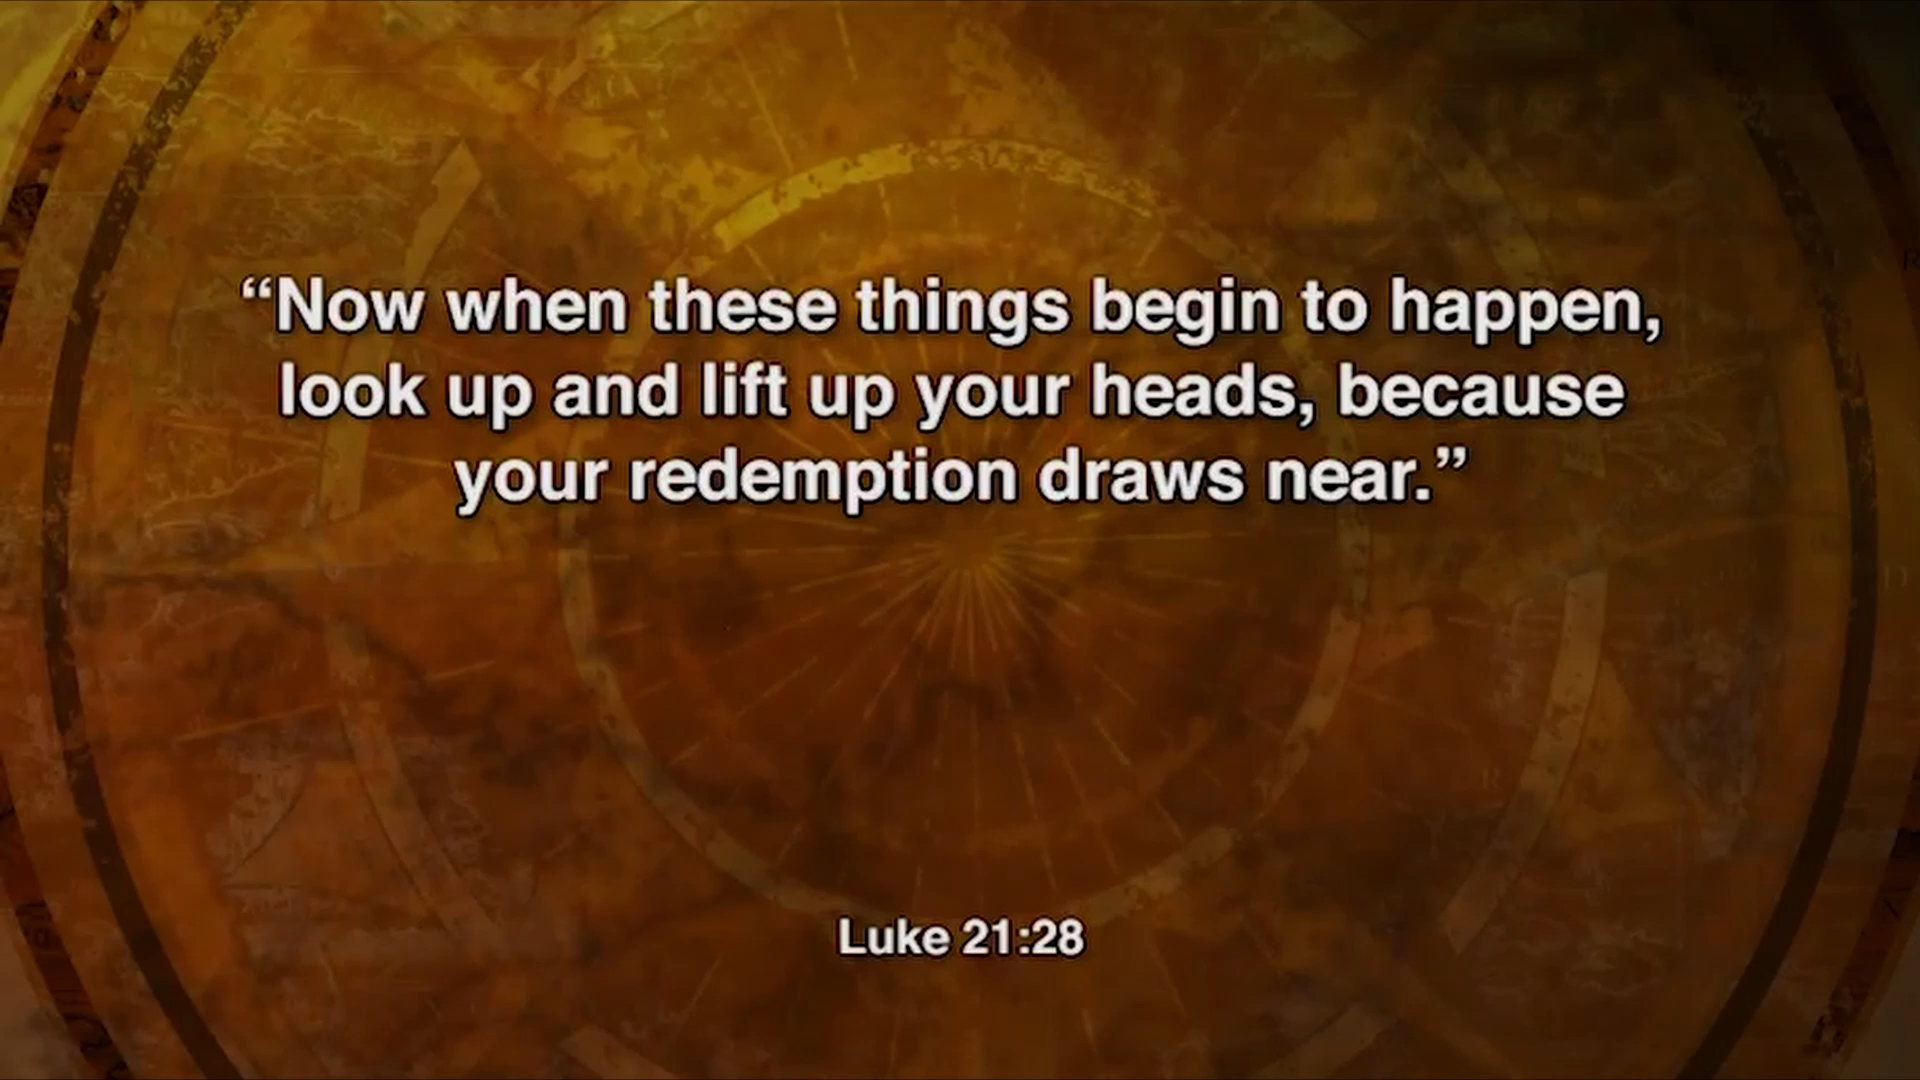 “Now when these things begin to happen,
look up and lift up your heads, because
your redemption draws near.”
Luke 21:28